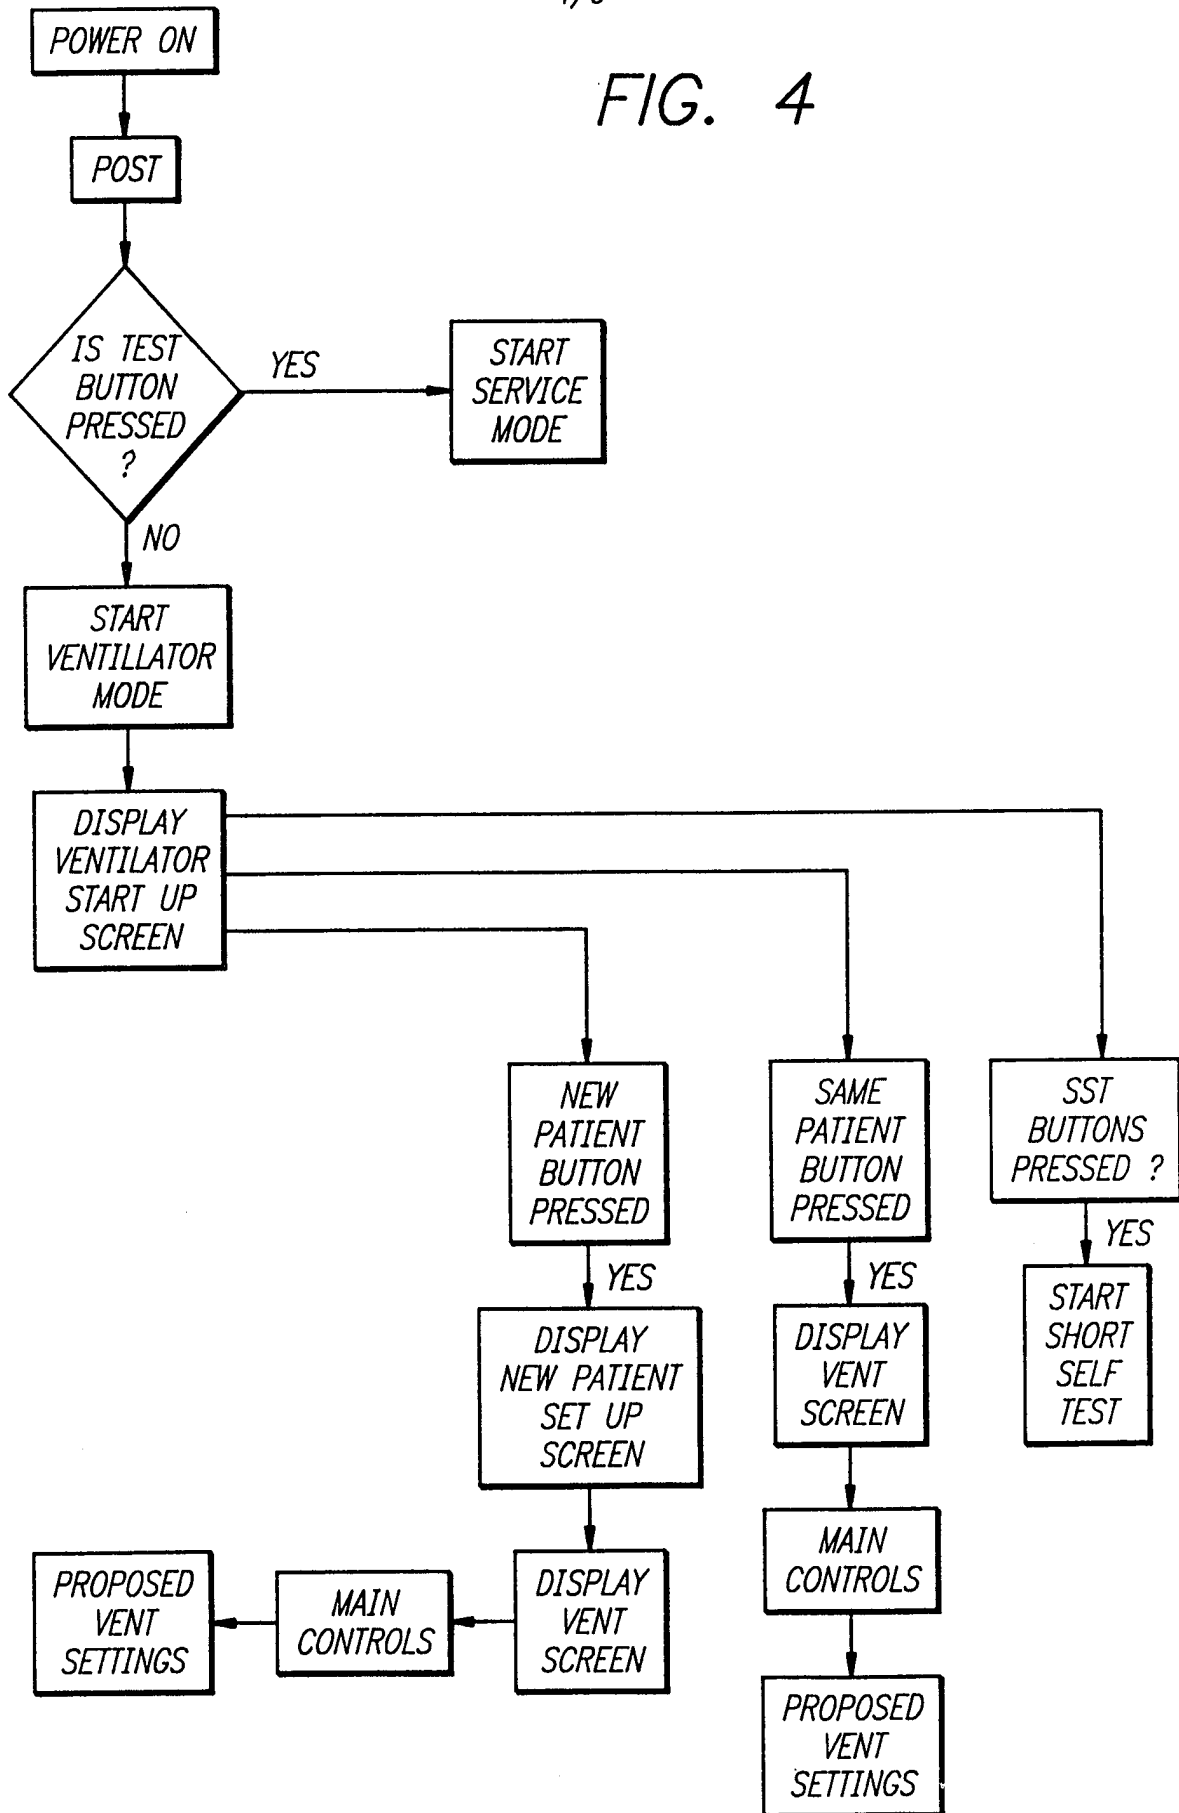 POWER ON
FIG. 4
POST
IS TEST
BUTTON
PRESSED
?
YES
START
SERVICE
MODE
NO
START
VENTILLATOR
MODE
DISPLAY
VENTILATOR
START UP
SCREEN
NEW
PATIENT
BUTTON
PRESSED
SAME
PATIENT
BUTTON
PRESSED
SST
BUTTONS
PRESSED ?
YES
YES
YES
DISPLAY
NEW PATIENT
SET UP
SCREEN
DISPLAY
VENT
SCREEN
START
SHORT
SELF
TEST
MAIN
CONTROLS
PROPOSED
VENT
SETTINGS
MAIN
CONTROLS
DISPLAY
VENT
SCREEN
PROPOSED
VENT
SETTINGS